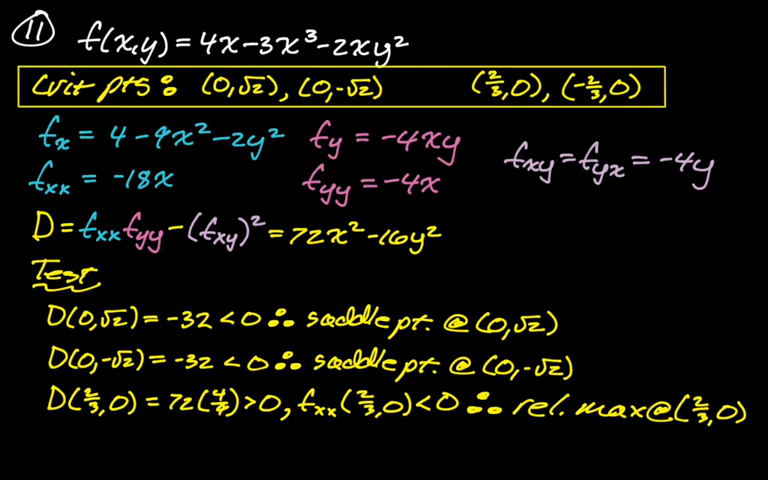 11 f(x,y) = 4x - 3x³ - 2xy²
Crit pts: (0,√2), (0,-√2) (2/3,0), (-2/3,0)
fx = 4 - 9x² - 2y² fy = -4xy fxy = fyx = -4y
fxx = -18x fyy = -4x
D = fxx fyy - (fxy)² = 72x² - 16y²
Test
D(0,√2) = -32 < 0 ∴ saddle pt. @ (0,√2)
D(0,-√2) = -32 < 0 ∴ saddle pt. @ (0,-√2)
D(2/3,0) = 72(4/9) > 0, fxx(2/3,0) < 0 ∴ rel. max @ (2/3,0)